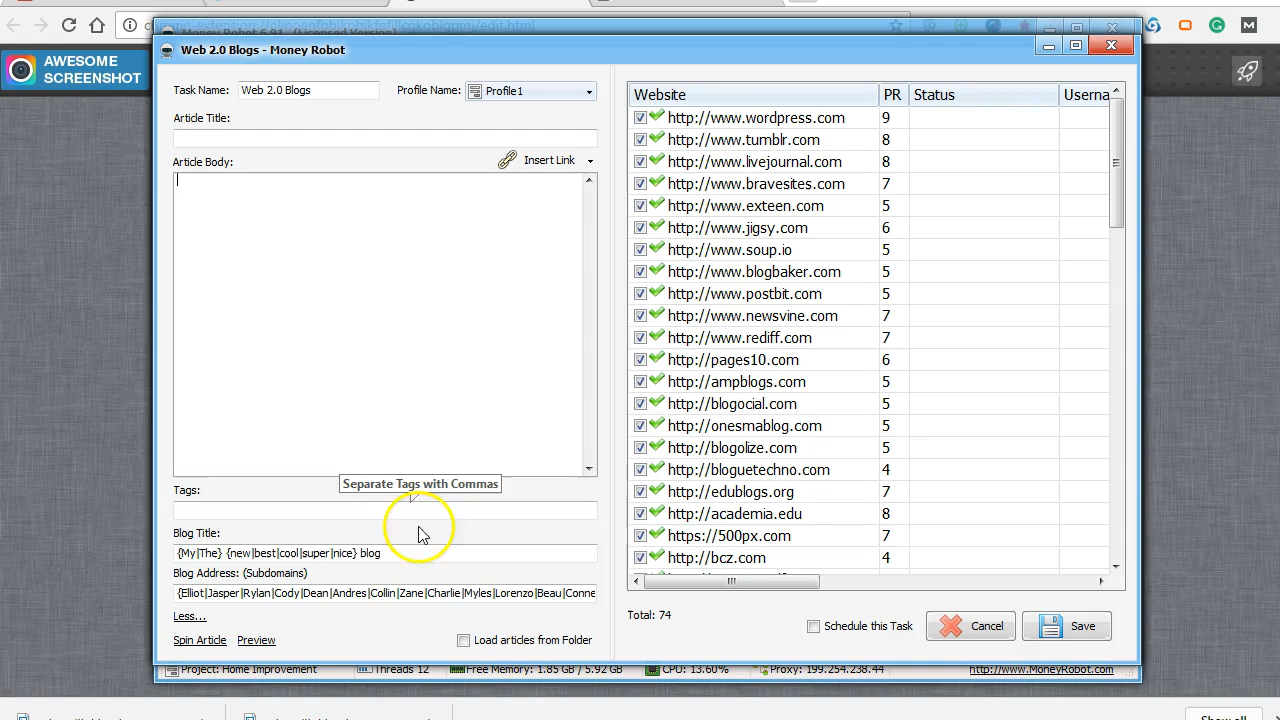 AWESOME
SCREENSHOT
Web 2.0 Blogs - Money Robot
Task Name:
Web 2.0 Blogs
Profile Name:
Profile1
Article Title:
Article Body:
Insert Link
Separate Tags with Commas
Tags:
Blog Title:
{My|The} {new|best|cool|super|nice} blog
Blog Address: (Subdomains)
{Elliot|Jasper|Rylan|Cody|Dean|Andres|Collin|Zane|Charlie|Myles|Lorenzo|Beau|Conne
Less...
Spin Article
Preview
Load articles from Folder
Website PR Status Userna
http://www.wordpress.com 9
http://www.tumblr.com 8
http://www.livejournal.com 8
http://www.bravesites.com 7
http://www.exteen.com 5
http://www.jigsy.com 6
http://www.soup.io 5
http://www.blogbaker.com 5
http://www.postbit.com 5
http://www.newsvine.com 7
http://www.rediff.com 7
http://pages10.com 6
http://ampblogs.com 5
http://blogocial.com 5
http://onesmablog.com 5
http://blogolize.com 5
http://bloguetechno.com 4
http://edublogs.org 7
http://academia.edu 8
https://500px.com 7
http://bcz.com 4
Total: 74
Schedule this Task
Cancel
Save
Project: Home Improvement
Threads 12
Free Memory: 1.85 GB / 5.92 GB
CPU: 13.60%
Proxy: 199.254.238.44
http://www.MoneyRobot.com
Show all